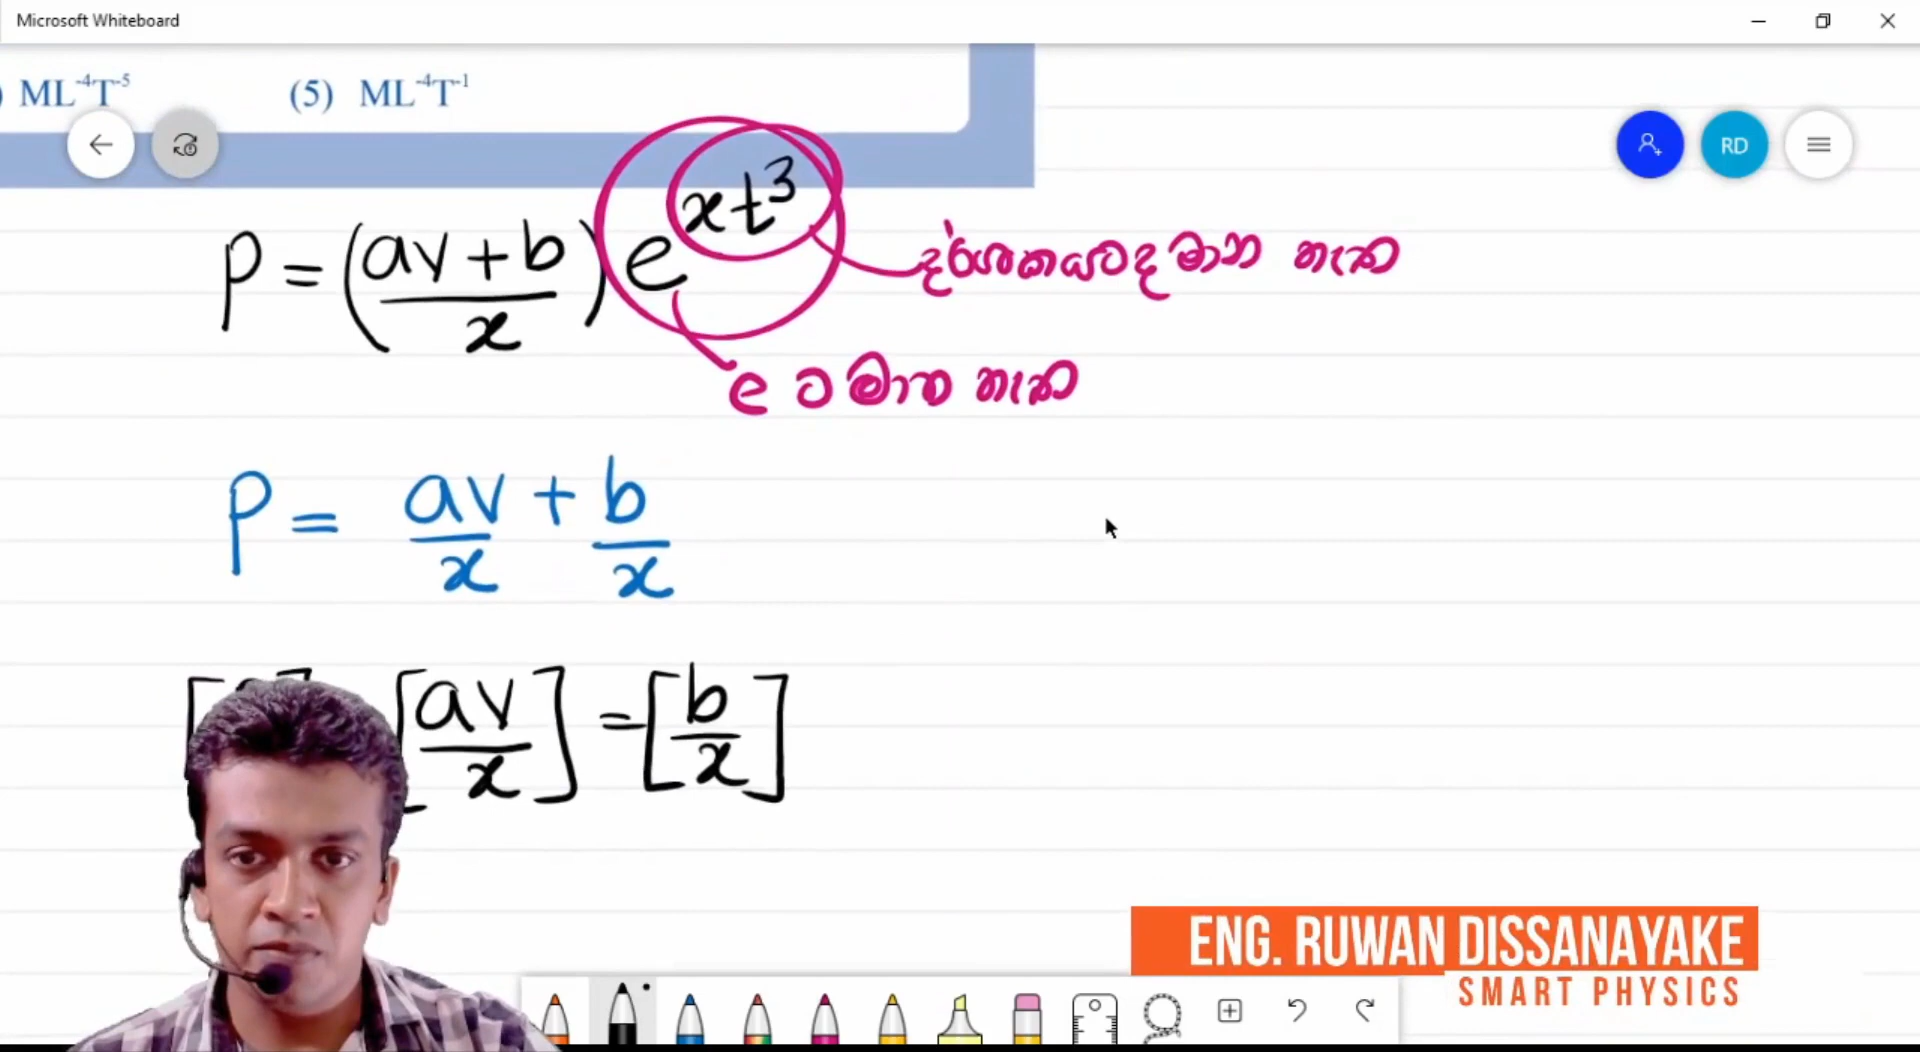 Microsoft Whiteboard
ML⁻⁴T⁻⁵ (5) ML⁻⁴T⁻¹
RD
P = (av + b / x) e^xt³
දර්ශකයටද මාන නැත
e ට මාන නැත
P = av/x + b/x
[av/x] = [b/x]
ENG. RUWAN DISSANAYAKE
SMART PHYSICS